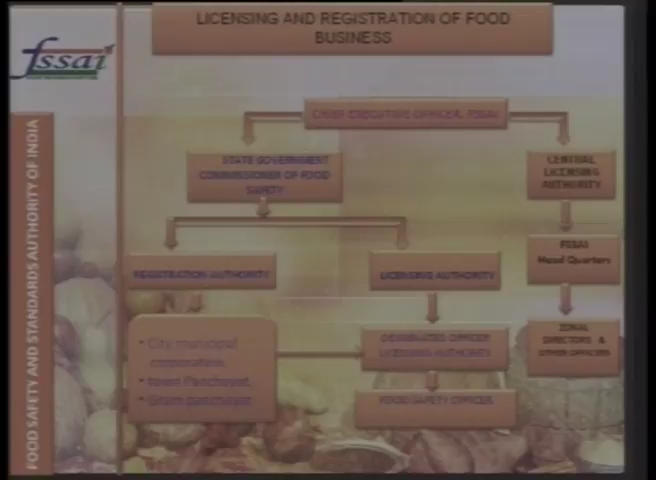 LICENSING AND REGISTRATION OF FOOD
BUSINESS
fssai
FOOD SAFETY AND STANDARDS AUTHORITY OF INDIA
CHIEF EXECUTIVE OFFICER, FSSAI
STATE GOVERNMENT
COMMISSIONER OF FOOD
SAFETY
CENTRAL
LICENSING
AUTHORITY
FSSAI
Head Quarters
REGISTRATION AUTHORITY
LICENSING AUTHORITY
• City municipal
corporation,
• town Panchayat,
• Gram panchayat
DESIGNATED OFFICER
LICENSING AUTHORITY
ZONAL
DIRECTORS &
OTHER OFFICERS
FOOD SAFETY OFFICER